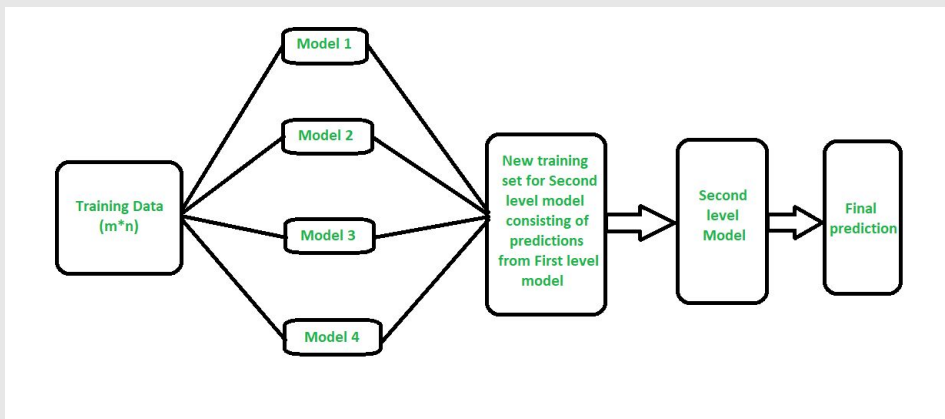 Training Data
(m*n)
Model 1
Model 2
Model 3
Model 4
New training
set for Second
level model
consisting of
predictions
from First level
model
Second
level
Model
Final
prediction